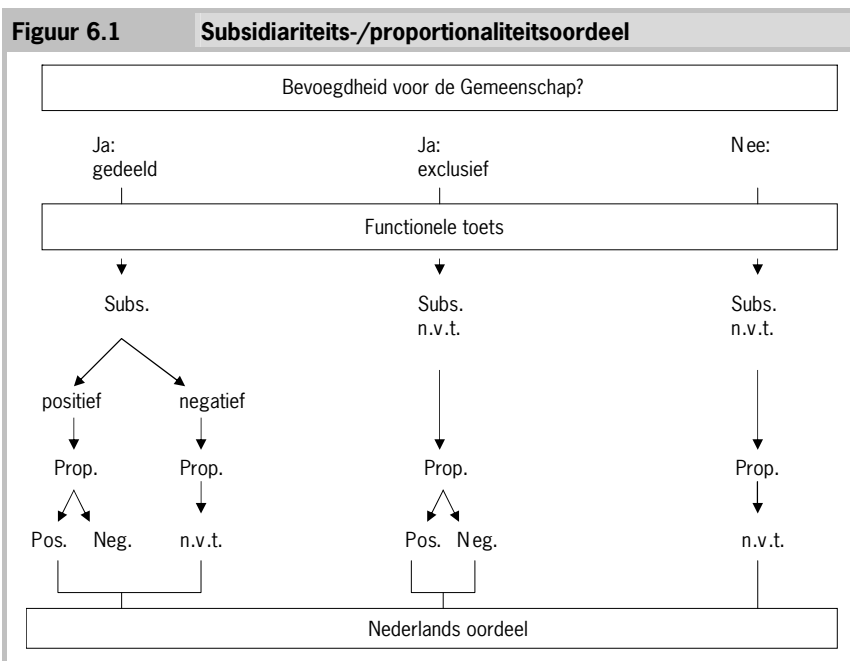 Figuur 6.1 Subsidiariteits-/proportionaliteitsoordeel
Bevoegdheid voor de Gemeenschap?
Ja: Ja: Nee:
gedeeld exclusief
Functionele toets
Subs. Subs. Subs.
n.v.t. n.v.t.
positief negatief
Prop. Prop. Prop. Prop.
Pos. Neg. n.v.t. Pos. Neg. n.v.t.
Nederlands oordeel